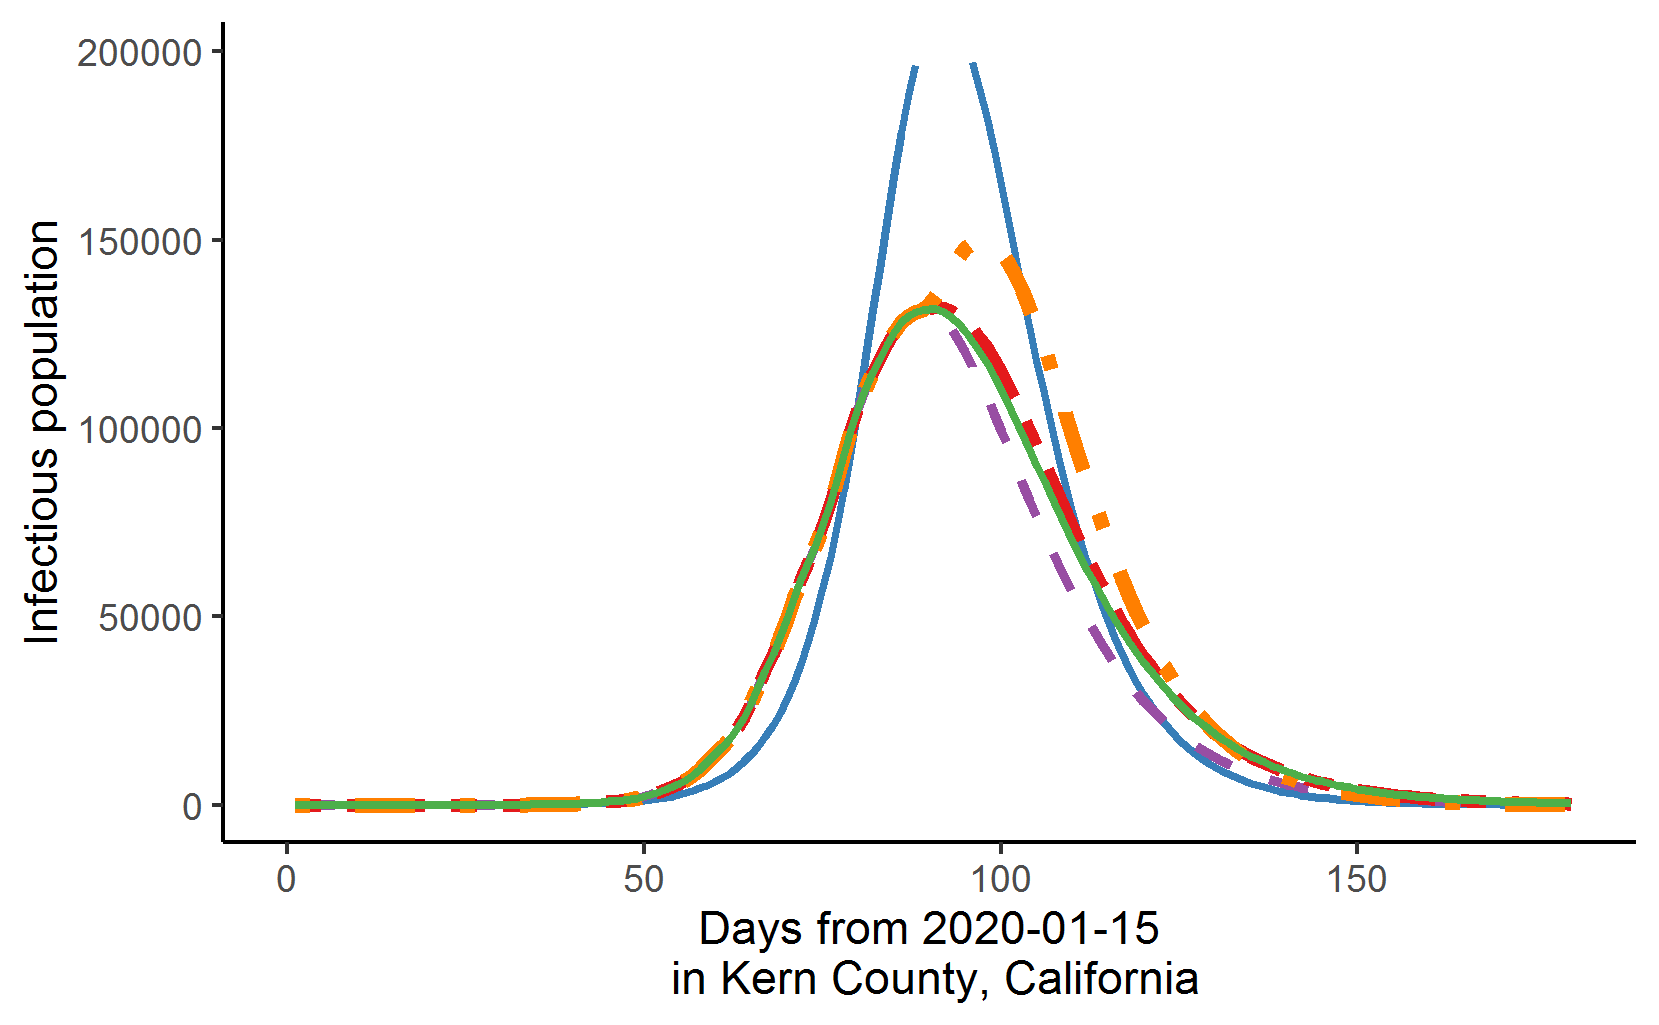 Infectious population
200000
150000
100000
50000
0
0 50 100 150
Days from 2020-01-15
in Kern County, California